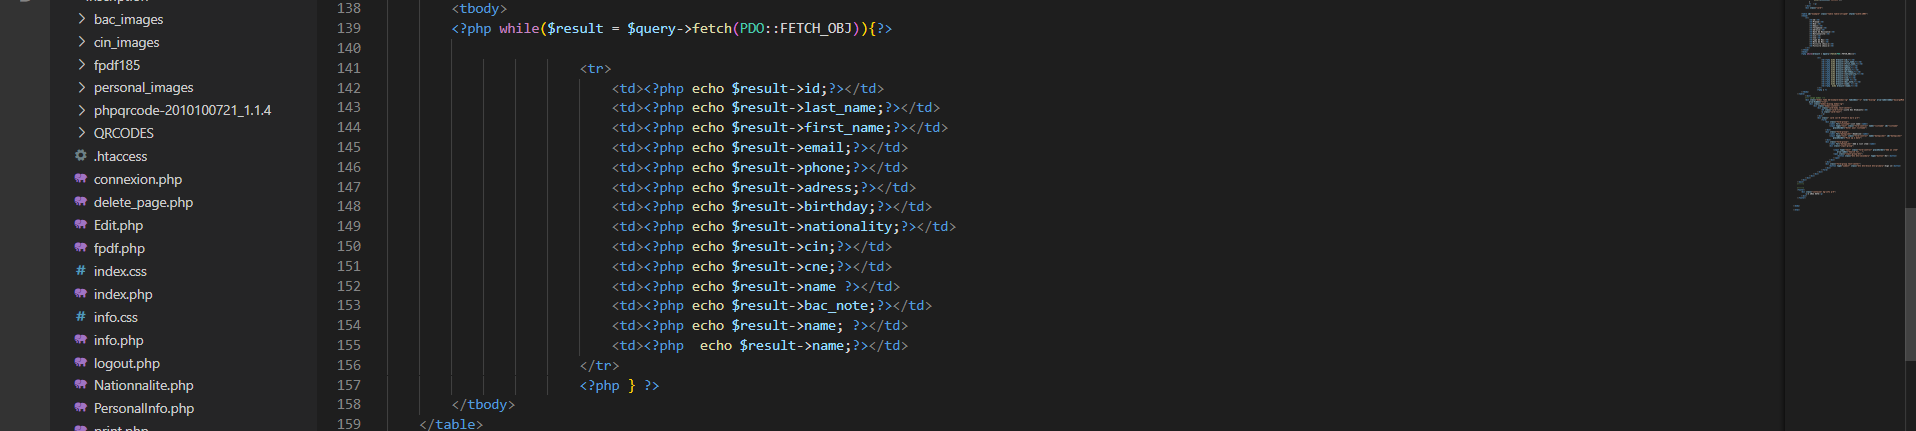 bac_images
cin_images
fpdf185
personal_images
phpqrcode-2010100721_1.1.4
QRCODES
.htaccess
connexion.php
delete_page.php
Edit.php
fpdf.php
index.css
index.php
info.css
info.php
logout.php
Nationnalite.php
PersonalInfo.php
print.php
138 <tbody>
139 <?php while($result = $query->fetch(PDO::FETCH_OBJ)){?>
140
141 <tr>
142 <td><?php echo $result->id;?></td>
143 <td><?php echo $result->last_name;?></td>
144 <td><?php echo $result->first_name;?></td>
145 <td><?php echo $result->email;?></td>
146 <td><?php echo $result->phone;?></td>
147 <td><?php echo $result->adress;?></td>
148 <td><?php echo $result->birthday;?></td>
149 <td><?php echo $result->nationality;?></td>
150 <td><?php echo $result->cin;?></td>
151 <td><?php echo $result->cne;?></td>
152 <td><?php echo $result->name ?></td>
153 <td><?php echo $result->bac_note;?></td>
154 <td><?php echo $result->name; ?></td>
155 <td><?php  echo $result->name;?></td>
156 </tr>
157 <?php } ?>
158 </tbody>
159 </table>